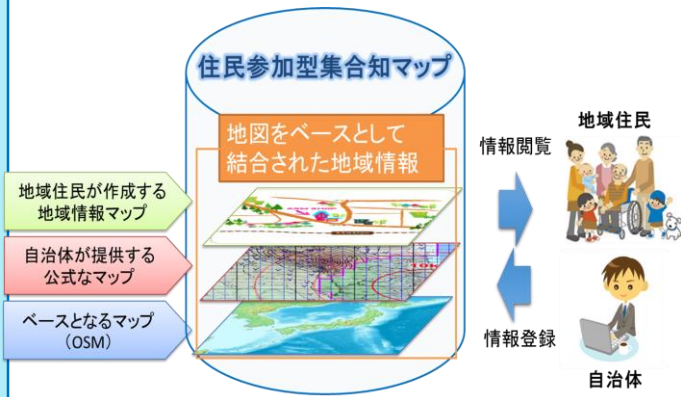 住民参加型集合知マップ
地図をベースとして
結合された地域情報
地域住民が作成する
地域情報マップ
自治体が提供する
公式なマップ
ベースとなるマップ
（OSM）
情報閲覧
地域住民
情報登録
自治体